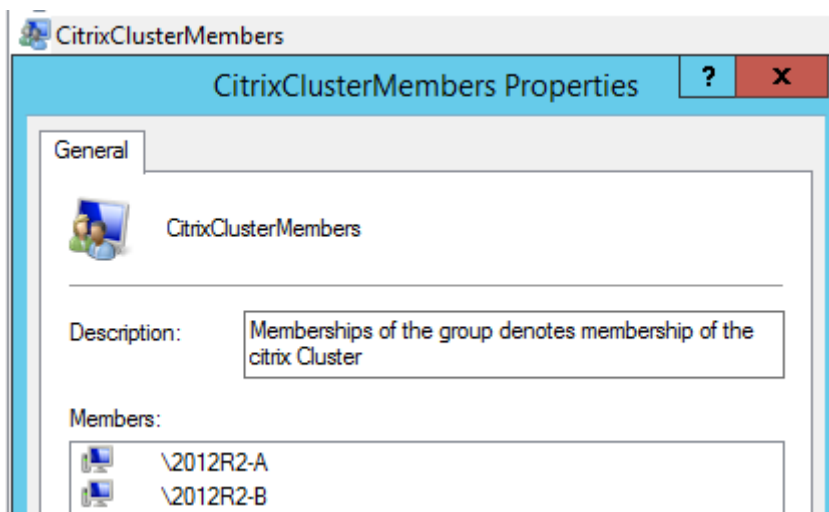 CitrixClusterMembers
CitrixClusterMembers Properties
?
x
General
CitrixClusterMembers
Description:
Memberships of the group denotes membership of the
citrix Cluster
Members:
\2012R2-A
\2012R2-B